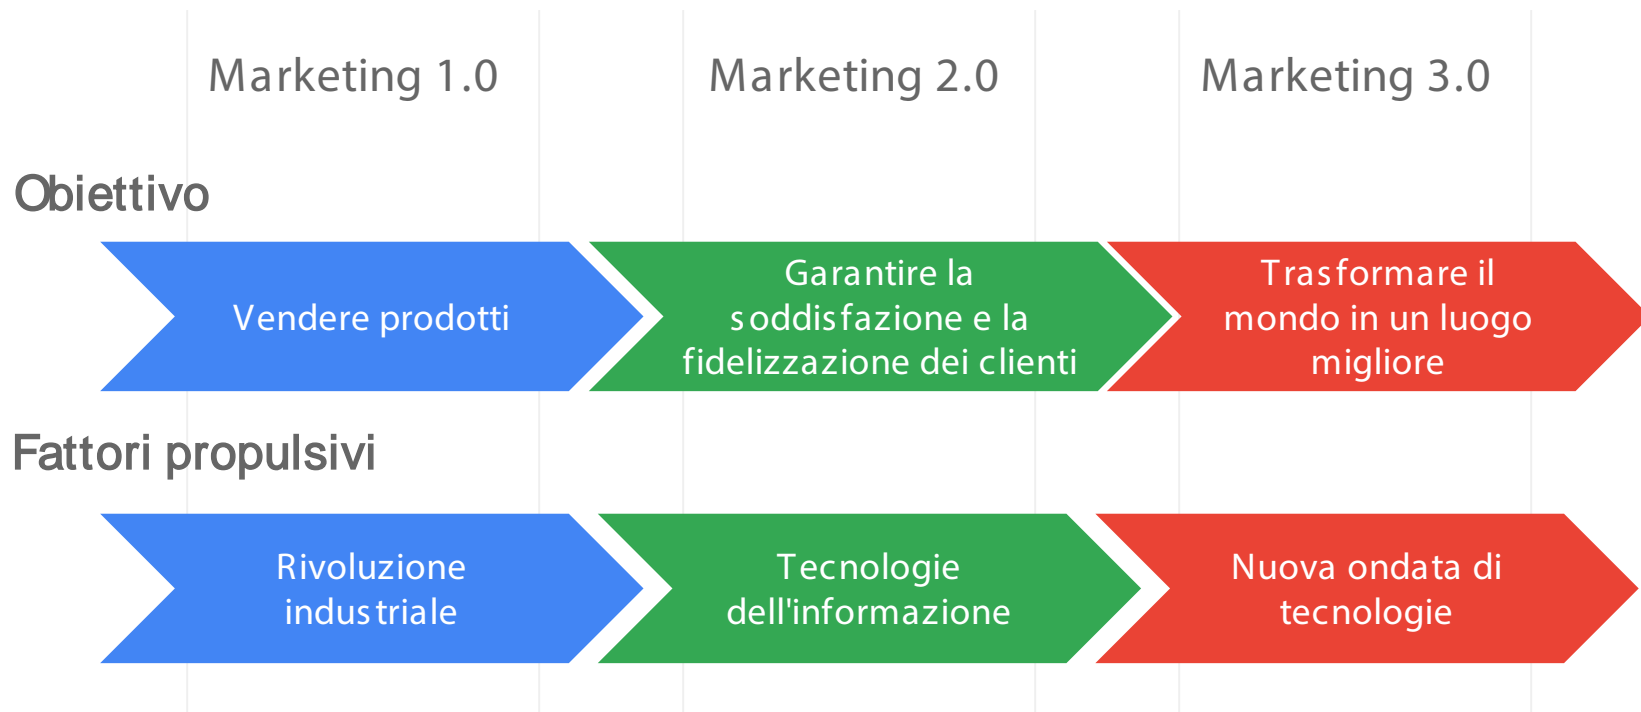 Marketing 1.0
Marketing 2.0
Marketing 3.0
Obiettivo
Vendere prodotti
Garantire la
soddisfazione e la
fidelizzazione dei clienti
Trasformare il
mondo in un luogo
migliore
Fattori propulsivi
Rivoluzione
industriale
Tecnologie
dell'informazione
Nuova ondata di
tecnologie